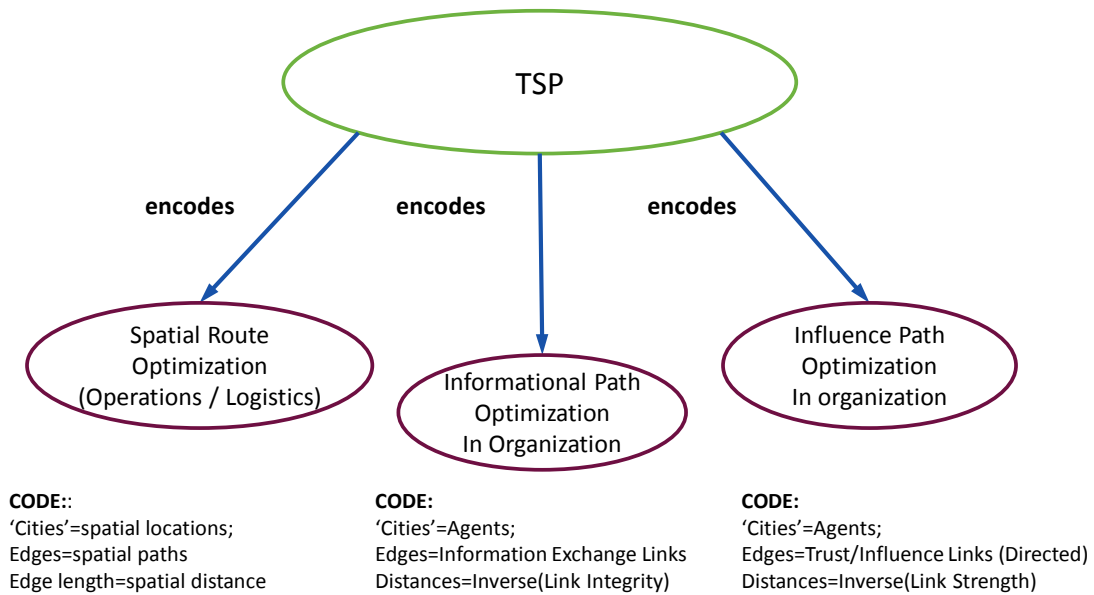 TSP
encodes
encodes
encodes
Spatial Route
Optimization
(Operations / Logistics)
Informational Path
Optimization
In Organization
Influence Path
Optimization
In organization
CODE::
‘Cities’=spatial locations;
Edges=spatial paths
Edge length=spatial distance
CODE:
‘Cities’=Agents;
Edges=Information Exchange Links
Distances=Inverse(Link Integrity)
CODE:
‘Cities’=Agents;
Edges=Trust/Influence Links (Directed)
Distances=Inverse(Link Strength)